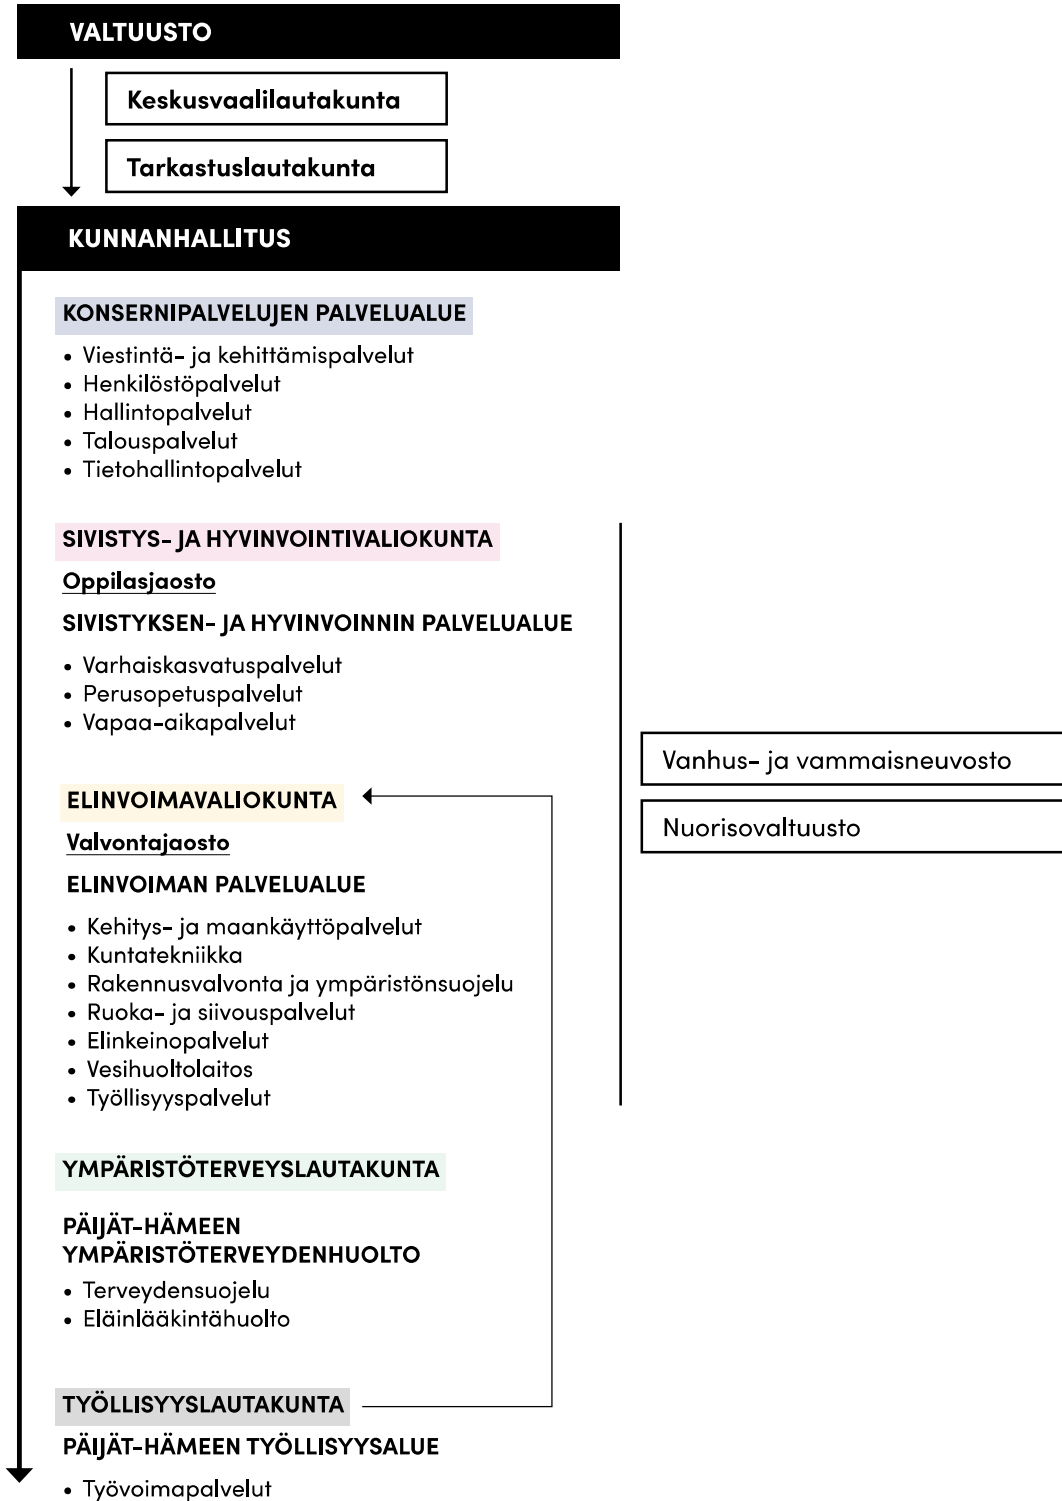 VALTUUSTO
Keskusvaalilautakunta
Tarkastuslautakunta
KUNNANHALLITUS
KONSERNIPALVELUJEN PALVELUALUE
• Viestintä- ja kehittämispalvelut
• Henkilöstöpalvelut
• Hallintopalvelut
• Talouspalvelut
• Tietohallintopalvelut
SIVISTYS- JA HYVINVOINTIVALIOKUNTA
Oppilasjaosto
SIVISTYKSEN- JA HYVINVOINNIN PALVELUALUE
• Varhaiskasvatuspalvelut
• Perusopetuspalvelut
• Vapaa-aikapalvelut
Vanhus- ja vammaisneuvosto
Nuorisovaltuusto
ELINVOIMAVALIOKUNTA
Valvontajaosto
ELINVOIMAN PALVELUALUE
• Kehitys- ja maankäyttöpalvelut
• Kuntatekniikka
• Rakennusvalvonta ja ympäristönsuojelu
• Ruoka- ja siivouspalvelut
• Elinkeinopalvelut
• Vesihuoltolaitos
• Työllisyyspalvelut
YMPÄRISTÖTERVEYSLAUTAKUNTA
PÄIJÄT-HÄMEEN
YMPÄRISTÖTERVEYDENHUOLTO
• Terveydensuojelu
• Eläinlääkintähuolto
TYÖLLISYYSLAUTAKUNTA
PÄIJÄT-HÄMEEN TYÖLLISYYSALUE
• Työvoimapalvelut